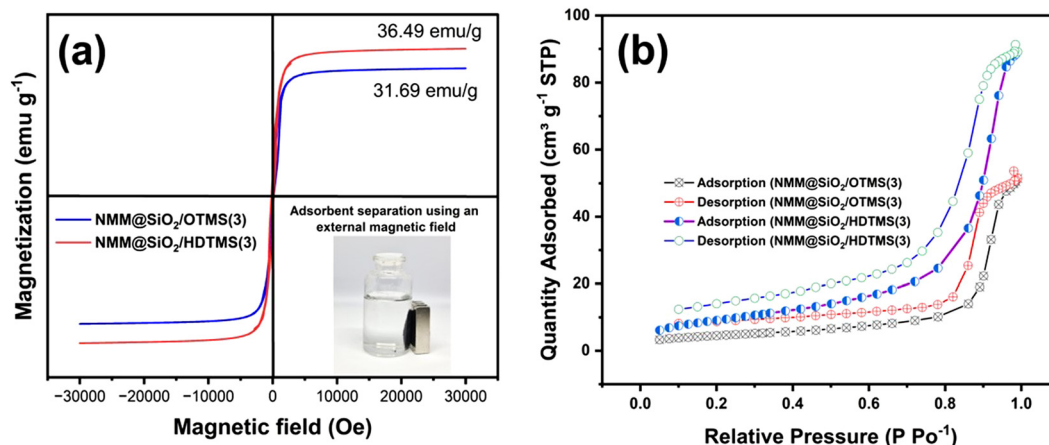 (a)
36.49 emu/g
31.69 emu/g
Magnetization (emu g⁻¹)
NMM@SiO₂/OTMS(3)
NMM@SiO₂/HDTMS(3)
Adsorbent separation using an
external magnetic field
−30000 −20000 −10000 0 10000 20000 30000
Magnetic field (Oe)
(b)
Quantity Adsorbed (cm³ g⁻¹ STP)
100
80
60
40
20
0
Adsorption (NMM@SiO₂/OTMS(3)
Desorption (NMM@SiO₂/OTMS(3)
Adsorption (NMM@SiO₂/HDTMS(3)
Desorption (NMM@SiO₂/HDTMS(3)
0.0 0.2 0.4 0.6 0.8 1.0
Relative Pressure (P Po⁻¹)